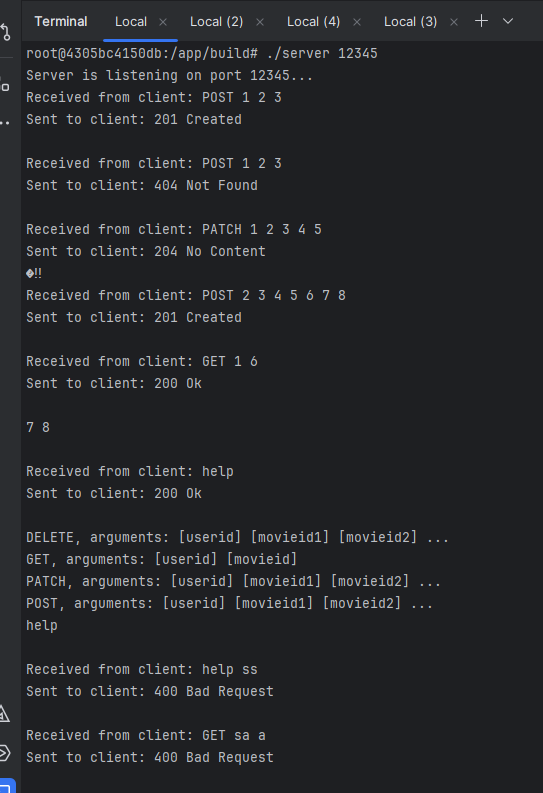 Terminal Local × Local (2) × Local (4) × Local (3) ×
root@4305bc4150db:/app/build# ./server 12345
Server is listening on port 12345...
Received from client: POST 1 2 3
Sent to client: 201 Created
Received from client: POST 1 2 3
Sent to client: 404 Not Found
Received from client: PATCH 1 2 3 4 5
Sent to client: 204 No Content
�‼
Received from client: POST 2 3 4 5 6 7 8
Sent to client: 201 Created
Received from client: GET 1 6
Sent to client: 200 Ok
7 8
Received from client: help
Sent to client: 200 Ok
DELETE, arguments: [userid] [movieid1] [movieid2] ...
GET, arguments: [userid] [movieid]
PATCH, arguments: [userid] [movieid1] [movieid2] ...
POST, arguments: [userid] [movieid1] [movieid2] ...
help
Received from client: help ss
Sent to client: 400 Bad Request
Received from client: GET sa a
Sent to client: 400 Bad Request